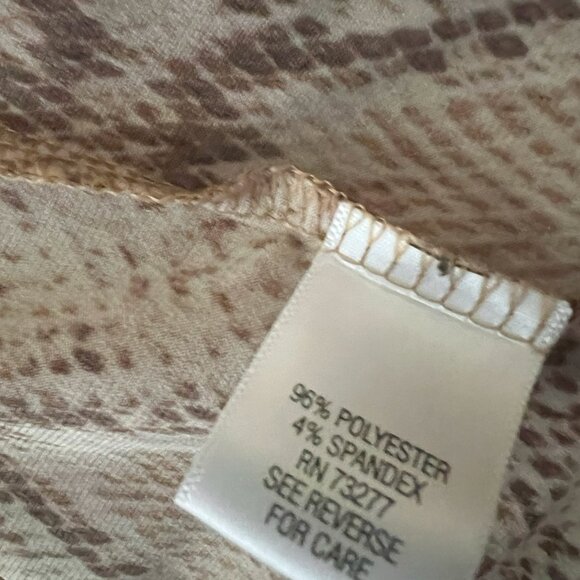 96% POLYESTER
4% SPANDEX
RN 73277
SEE REVERSE
FOR CARE